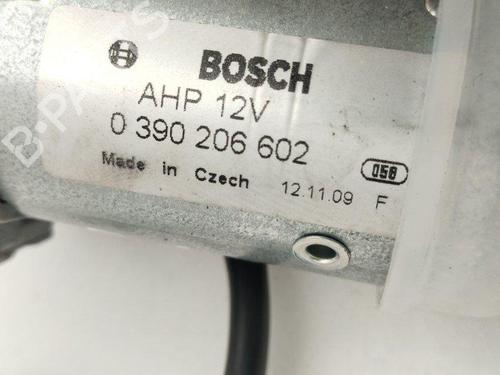 BOSCH
AHP 12V
0 390 206 602
Made in Czech
058
12.11.09 F